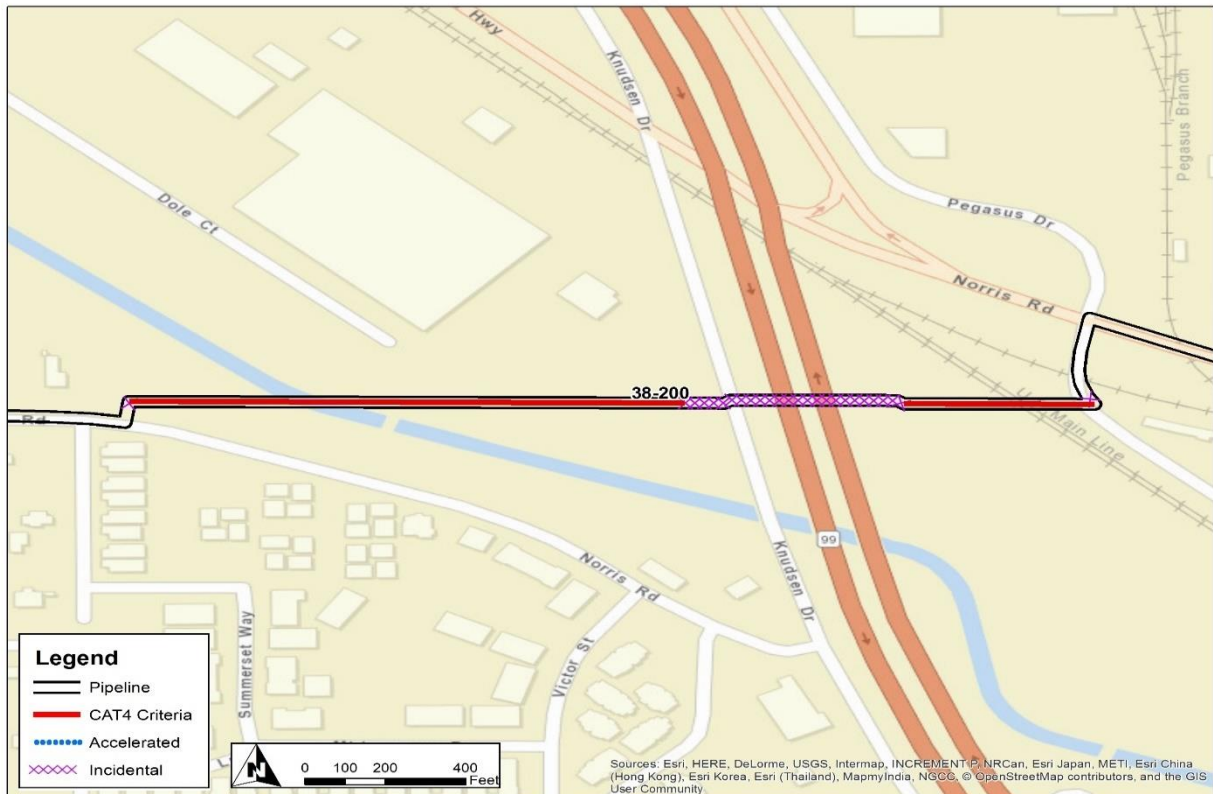 Hwy
Knudsen Dr
Pegasus Branch
Dole Ct
Pegasus Dr
Norris Rd
38-200
Rd
Main Line
99
Norris Rd
Knudsen Dr
Summerset Way
Victor St
Legend
Pipeline
CAT4 Criteria
Accelerated
Incidental
N
0 100 200 400
Feet
Sources: Esri, HERE, DeLorme, USGS, Intermap, INCREMENT P, NRCan, Esri Japan, METI, Esri China
(Hong Kong), Esri Korea, Esri (Thailand), MapmyIndia, NGCC, © OpenStreetMap contributors, and the GIS
User Community